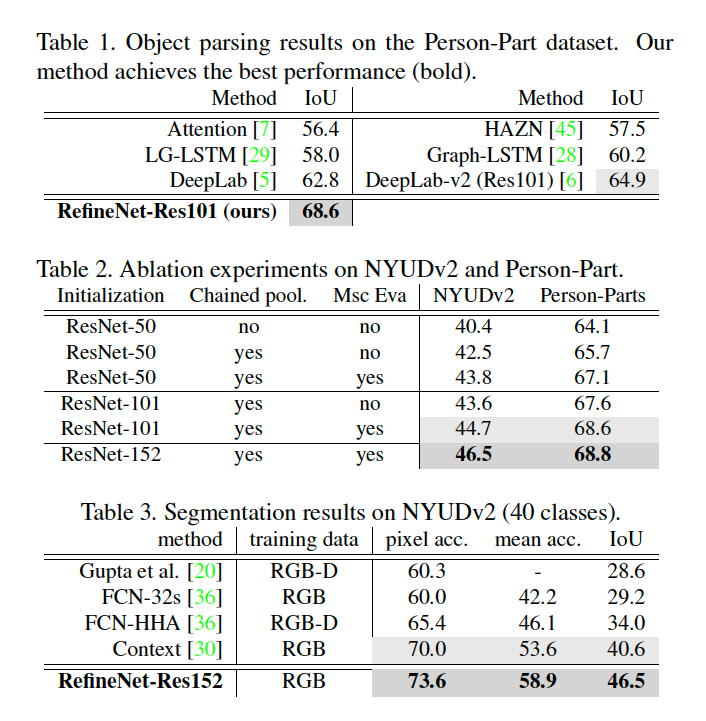 Table 1. Object parsing results on the Person-Part dataset. Our
method achieves the best performance (bold).
Method IoU Method IoU
Attention [7] 56.4 HAZN [45] 57.5
LG-LSTM [29] 58.0 Graph-LSTM [28] 60.2
DeepLab [5] 62.8 DeepLab-v2 (Res101) [6] 64.9
RefineNet-Res101 (ours) 68.6
Table 2. Ablation experiments on NYUDv2 and Person-Part.
Initialization Chained pool. Msc Eva NYUDv2 Person-Parts
ResNet-50 no no 40.4 64.1
ResNet-50 yes no 42.5 65.7
ResNet-50 yes yes 43.8 67.1
ResNet-101 yes no 43.6 67.6
ResNet-101 yes yes 44.7 68.6
ResNet-152 yes yes 46.5 68.8
Table 3. Segmentation results on NYUDv2 (40 classes).
method training data pixel acc. mean acc. IoU
Gupta et al. [20] RGB-D 60.3 - 28.6
FCN-32s [36] RGB 60.0 42.2 29.2
FCN-HHA [36] RGB-D 65.4 46.1 34.0
Context [30] RGB 70.0 53.6 40.6
RefineNet-Res152 RGB 73.6 58.9 46.5